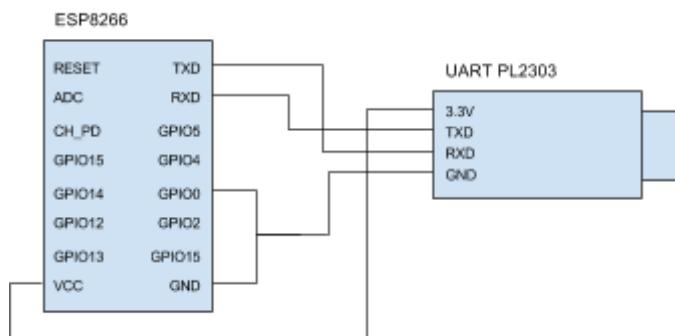 ESP8266
RESET TXD
ADC RXD
CH_PD GPIO5
GPIO15 GPIO4
GPIO14 GPIO0
GPIO12 GPIO2
GPIO13 GPIO15
VCC GND
UART PL2303
3.3V
TXD
RXD
GND